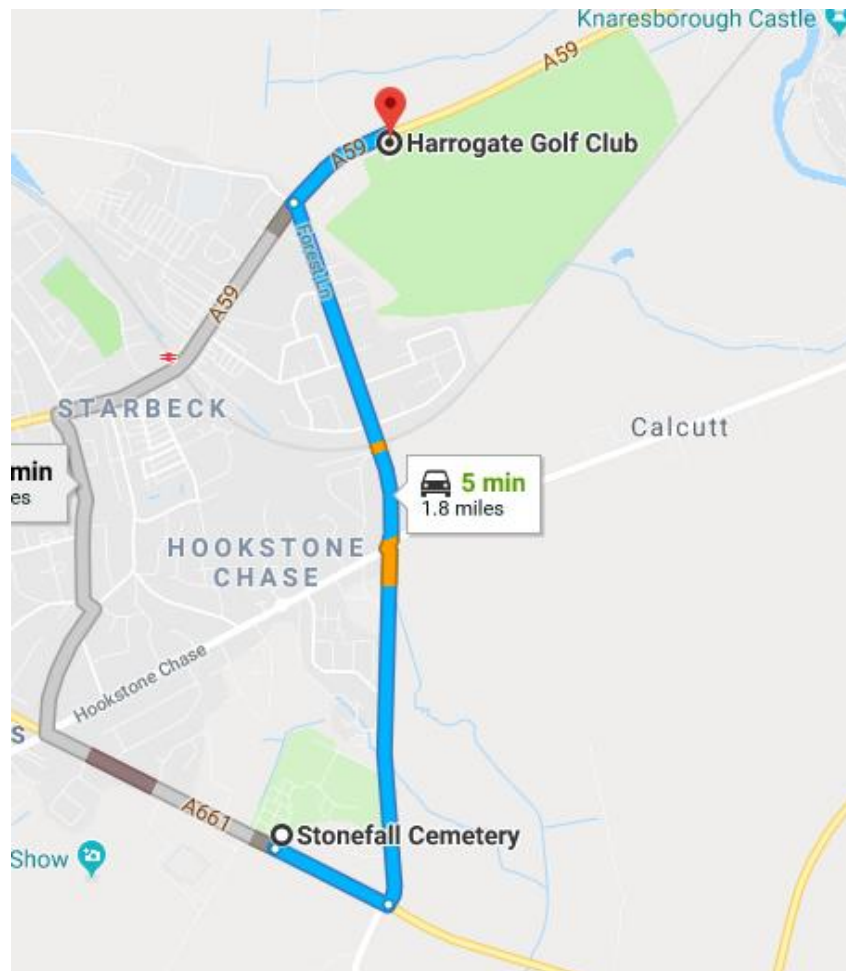 Knaresborough Castle
A59
A59
Harrogate Golf Club
Forest Ln
A59
STARBECK
Calcutt
min
es
5 min
1.8 miles
HOOKSTONE
CHASE
Hookstone Chase
S
A661
Stonefall Cemetery
Show